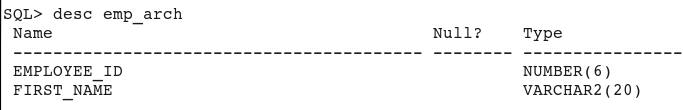 SQL> desc emp_arch
Name Null? Type
----------------------------------------- -------- ----------------
EMPLOYEE_ID NUMBER(6)
FIRST_NAME VARCHAR2(20)